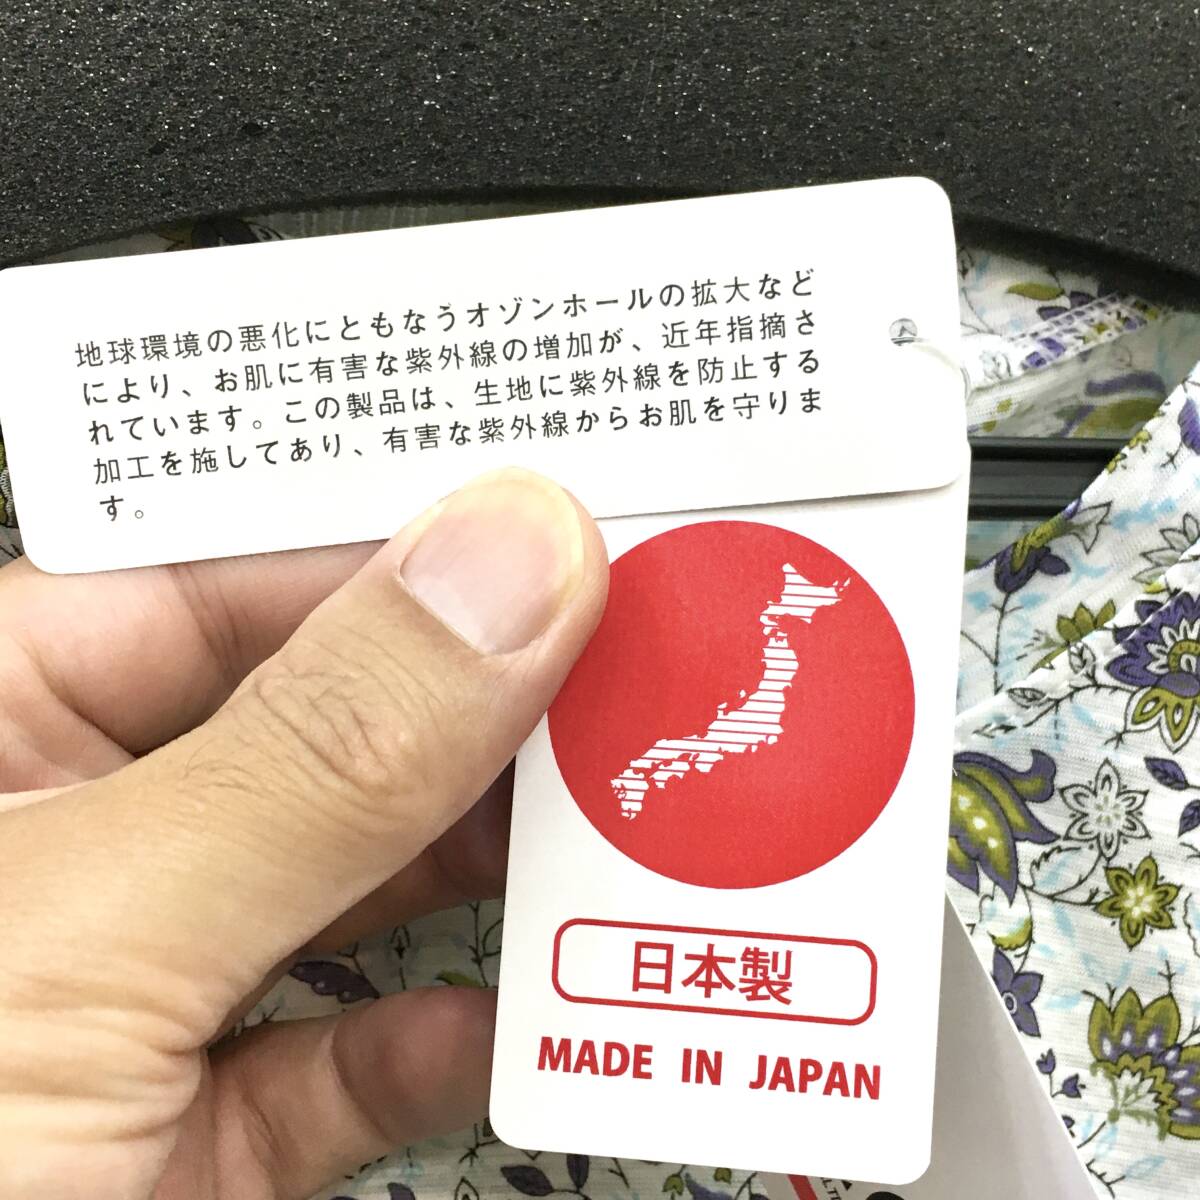 地球環境の悪化にともなうオゾンホールの拡大など
により、お肌に有害な紫外線の増加が、近年指摘さ
れています。この製品は、生地に紫外線を防止する
加工を施してあり、有害な紫外線からお肌を守りま
す。
日本製
MADE IN JAPAN